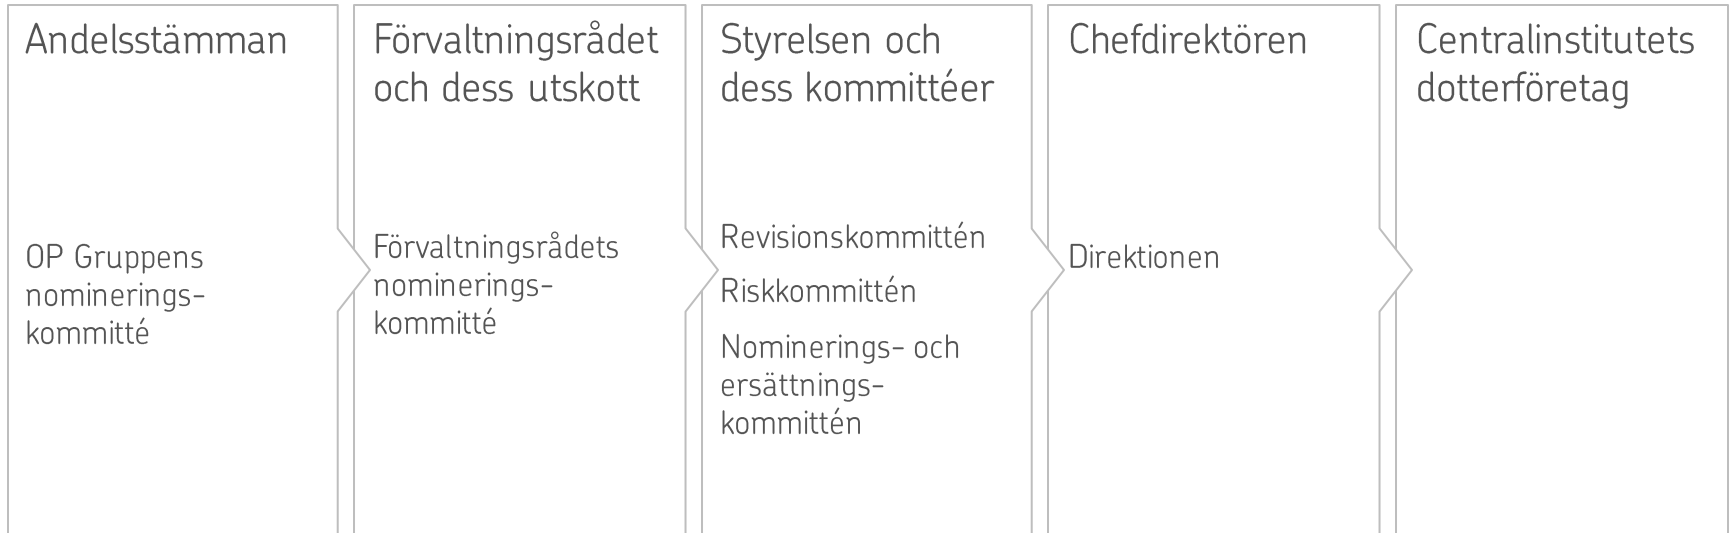 Andelsstämman
OP Gruppens
nominerings-
kommitté
Förvaltningsrådet
och dess utskott
Förvaltningsrådets
nominerings-
kommitté
Styrelsen och
dess kommittéer
Revisionskommittén
Riskkommittén
Nominerings- och
ersättnings-
kommittén
Chefdirektören
Direktionen
Centralinstitutets
dotterföretag